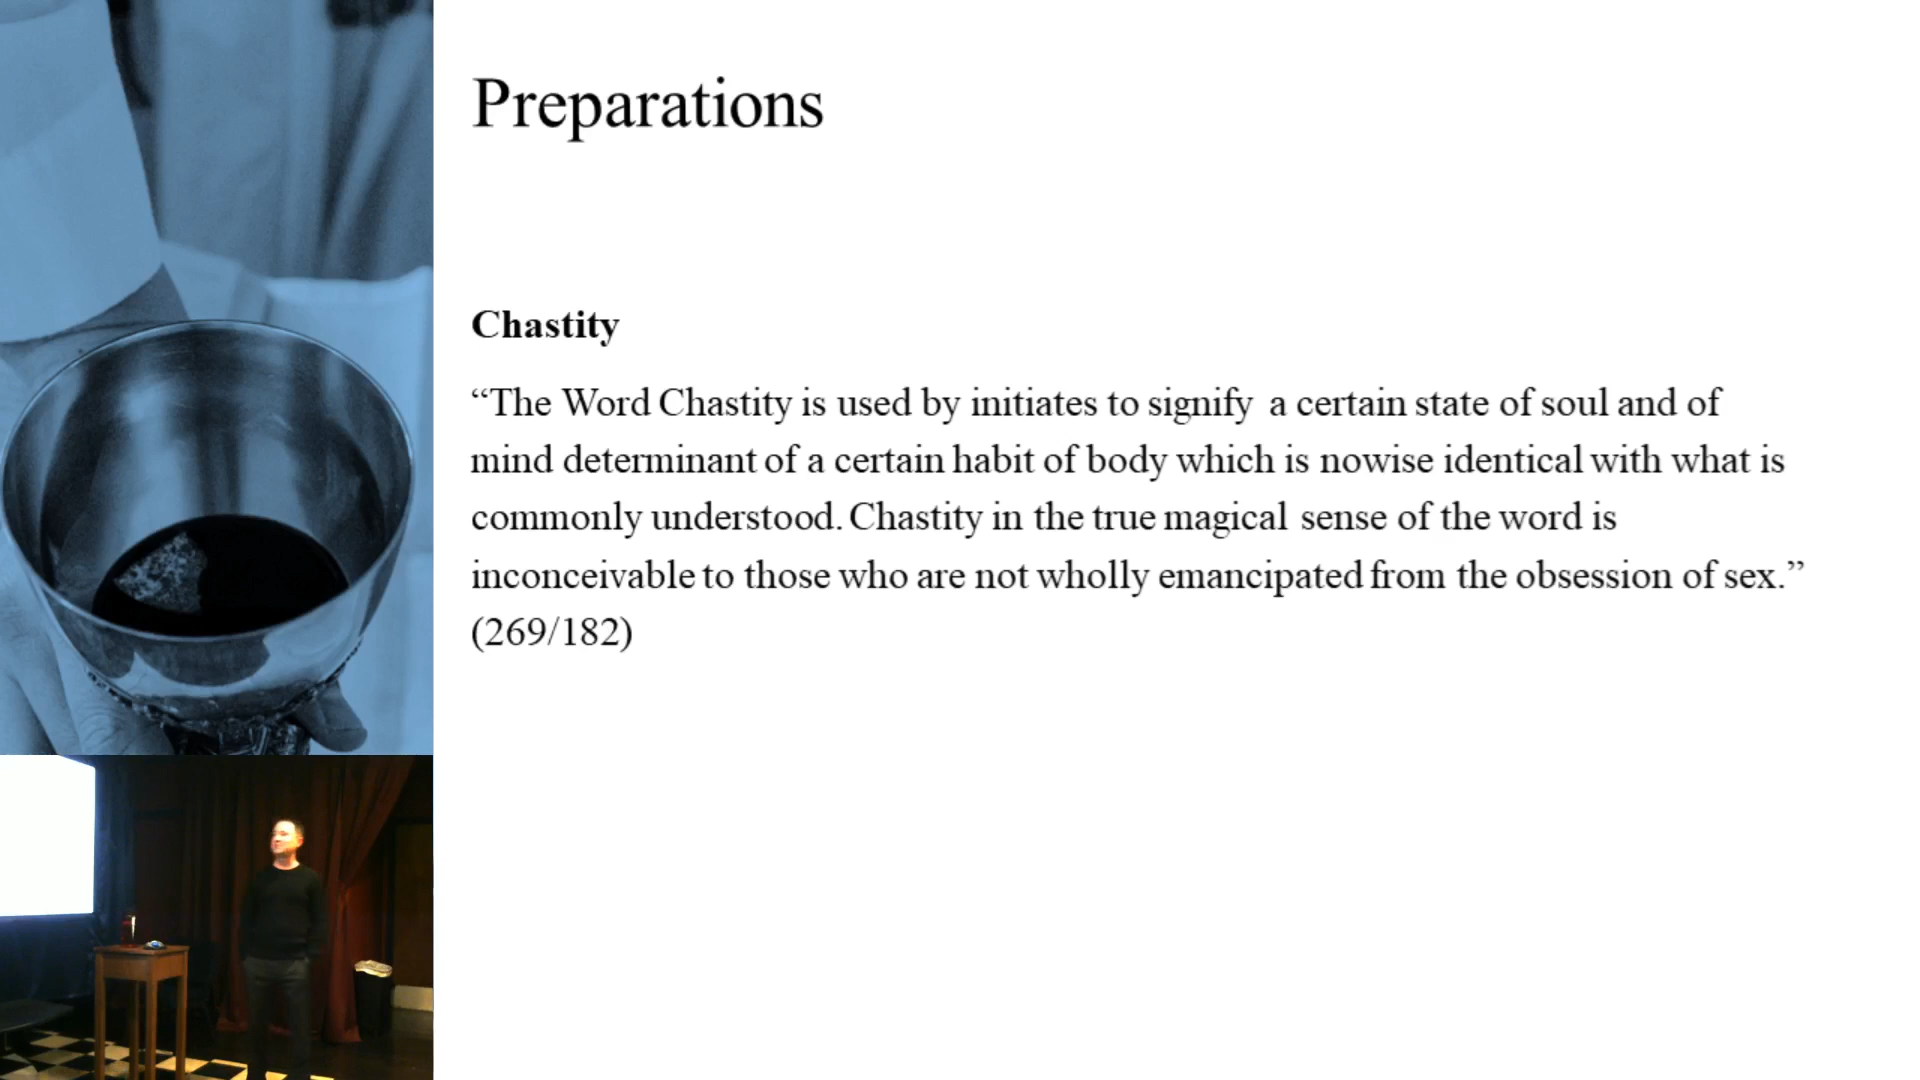 Preparations
Chastity
“The Word Chastity is used by initiates to signify a certain state of soul and of
mind determinant of a certain habit of body which is nowise identical with what is
commonly understood. Chastity in the true magical sense of the word is
inconceivable to those who are not wholly emancipated from the obsession of sex.”
(269/182)